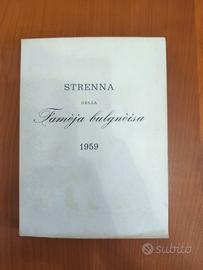 STRENNA
DELLA
Famèja bulgnèisa
1959
subito